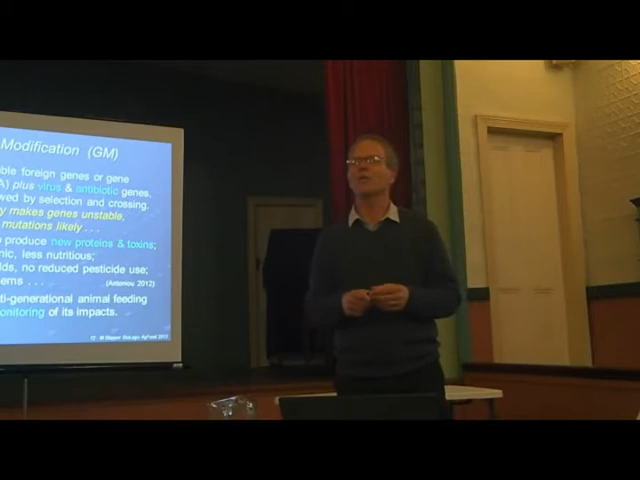 Modification (GM)
foreign genes or gene
A) plus virus & antibiotic genes,
wed by selection and crossing.
y makes genes unstable,
mutations likely . . .
o produce new proteins & toxins;
nic, less nutritious;
lds, no reduced pesticide use;
ems . . . (Antoniou 2012)
ti-generational animal feeding
onitoring of its impacts.